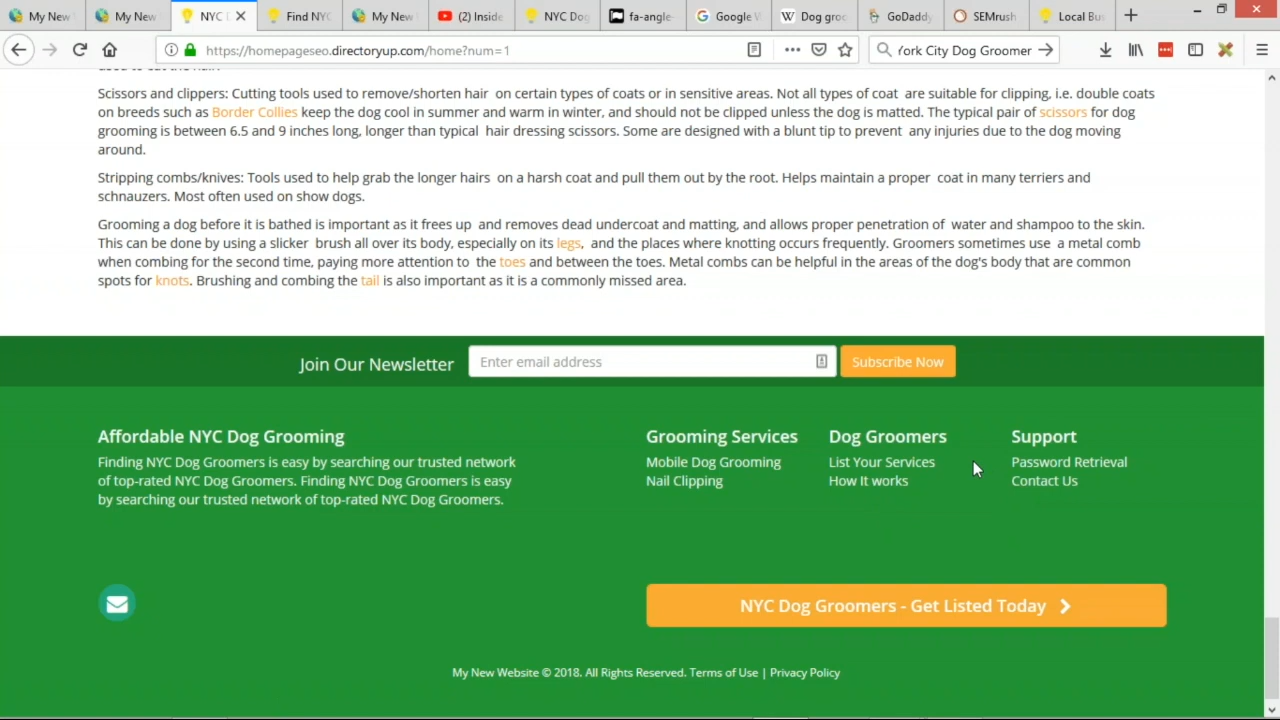 My New
My New
NYC D
Find NYC
My New
(2) Inside
NYC Dog
fa-angle-
Google W
Dog groo
GoDaddy
SEMrush
Local Bus
https://homepageseo.directoryup.com/home?num=1
York City Dog Groomer
Scissors and clippers: Cutting tools used to remove/shorten hair on certain types of coats or in sensitive areas. Not all types of coat are suitable for clipping, i.e. double coats
on breeds such as Border Collies keep the dog cool in summer and warm in winter, and should not be clipped unless the dog is matted. The typical pair of scissors for dog
grooming is between 6.5 and 9 inches long, longer than typical hair dressing scissors. Some are designed with a blunt tip to prevent any injuries due to the dog moving
around.
Stripping combs/knives: Tools used to help grab the longer hairs on a harsh coat and pull them out by the root. Helps maintain a proper coat in many terriers and
schnauzers. Most often used on show dogs.
Grooming a dog before it is bathed is important as it frees up and removes dead undercoat and matting, and allows proper penetration of water and shampoo to the skin.
This can be done by using a slicker brush all over its body, especially on its legs, and the places where knotting occurs frequently. Groomers sometimes use a metal comb
when combing for the second time, paying more attention to the toes and between the toes. Metal combs can be helpful in the areas of the dog's body that are common
spots for knots. Brushing and combing the tail is also important as it is a commonly missed area.
Join Our Newsletter
Enter email address
Subscribe Now
Affordable NYC Dog Grooming
Finding NYC Dog Groomers is easy by searching our trusted network
of top-rated NYC Dog Groomers. Finding NYC Dog Groomers is easy
by searching our trusted network of top-rated NYC Dog Groomers.
Grooming Services
Mobile Dog Grooming
Nail Clipping
Dog Groomers
List Your Services
How It works
Support
Password Retrieval
Contact Us
NYC Dog Groomers - Get Listed Today
My New Website © 2018. All Rights Reserved. Terms of Use | Privacy Policy